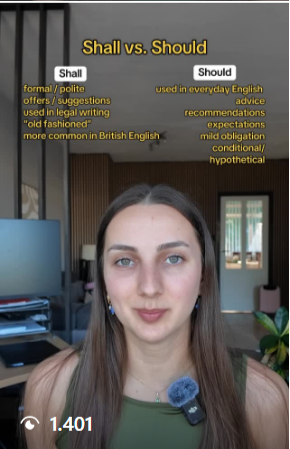 Shall vs. Should
Shall
formal / polite
offers / suggestions
used in legal writing
"old fashioned"
more common in British English
Should
used in everyday English
advice
recommendations
expectations
mild obligation
conditional/
hypothetical
1.401